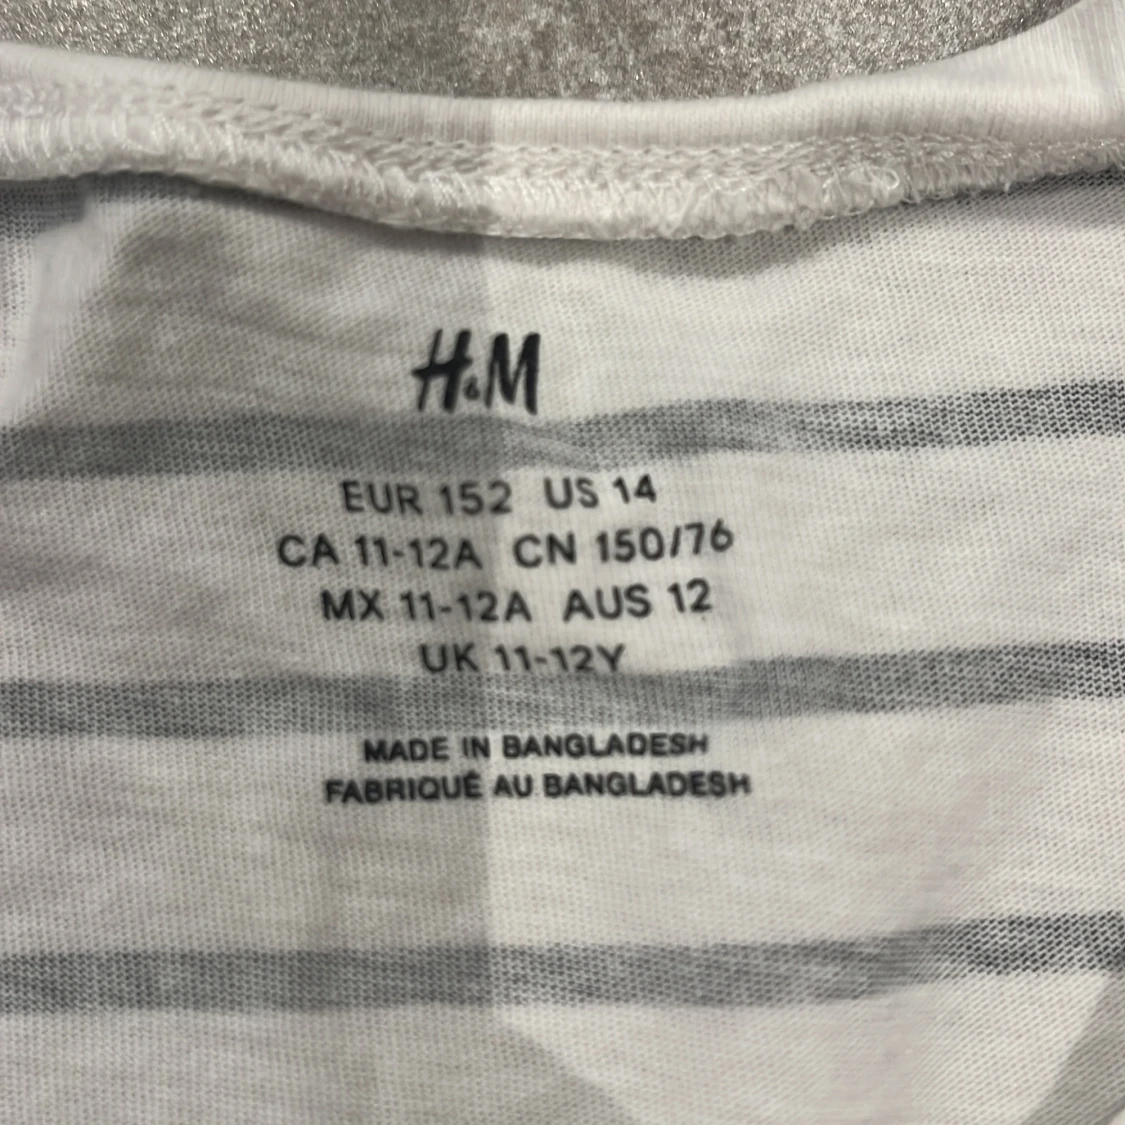 H&M
EUR 152 US 14
CA 11-12A CN 150/76
MX 11-12A AUS 12
UK 11-12Y
MADE IN BANGLADESH
FABRIQUÉ AU BANGLADESH